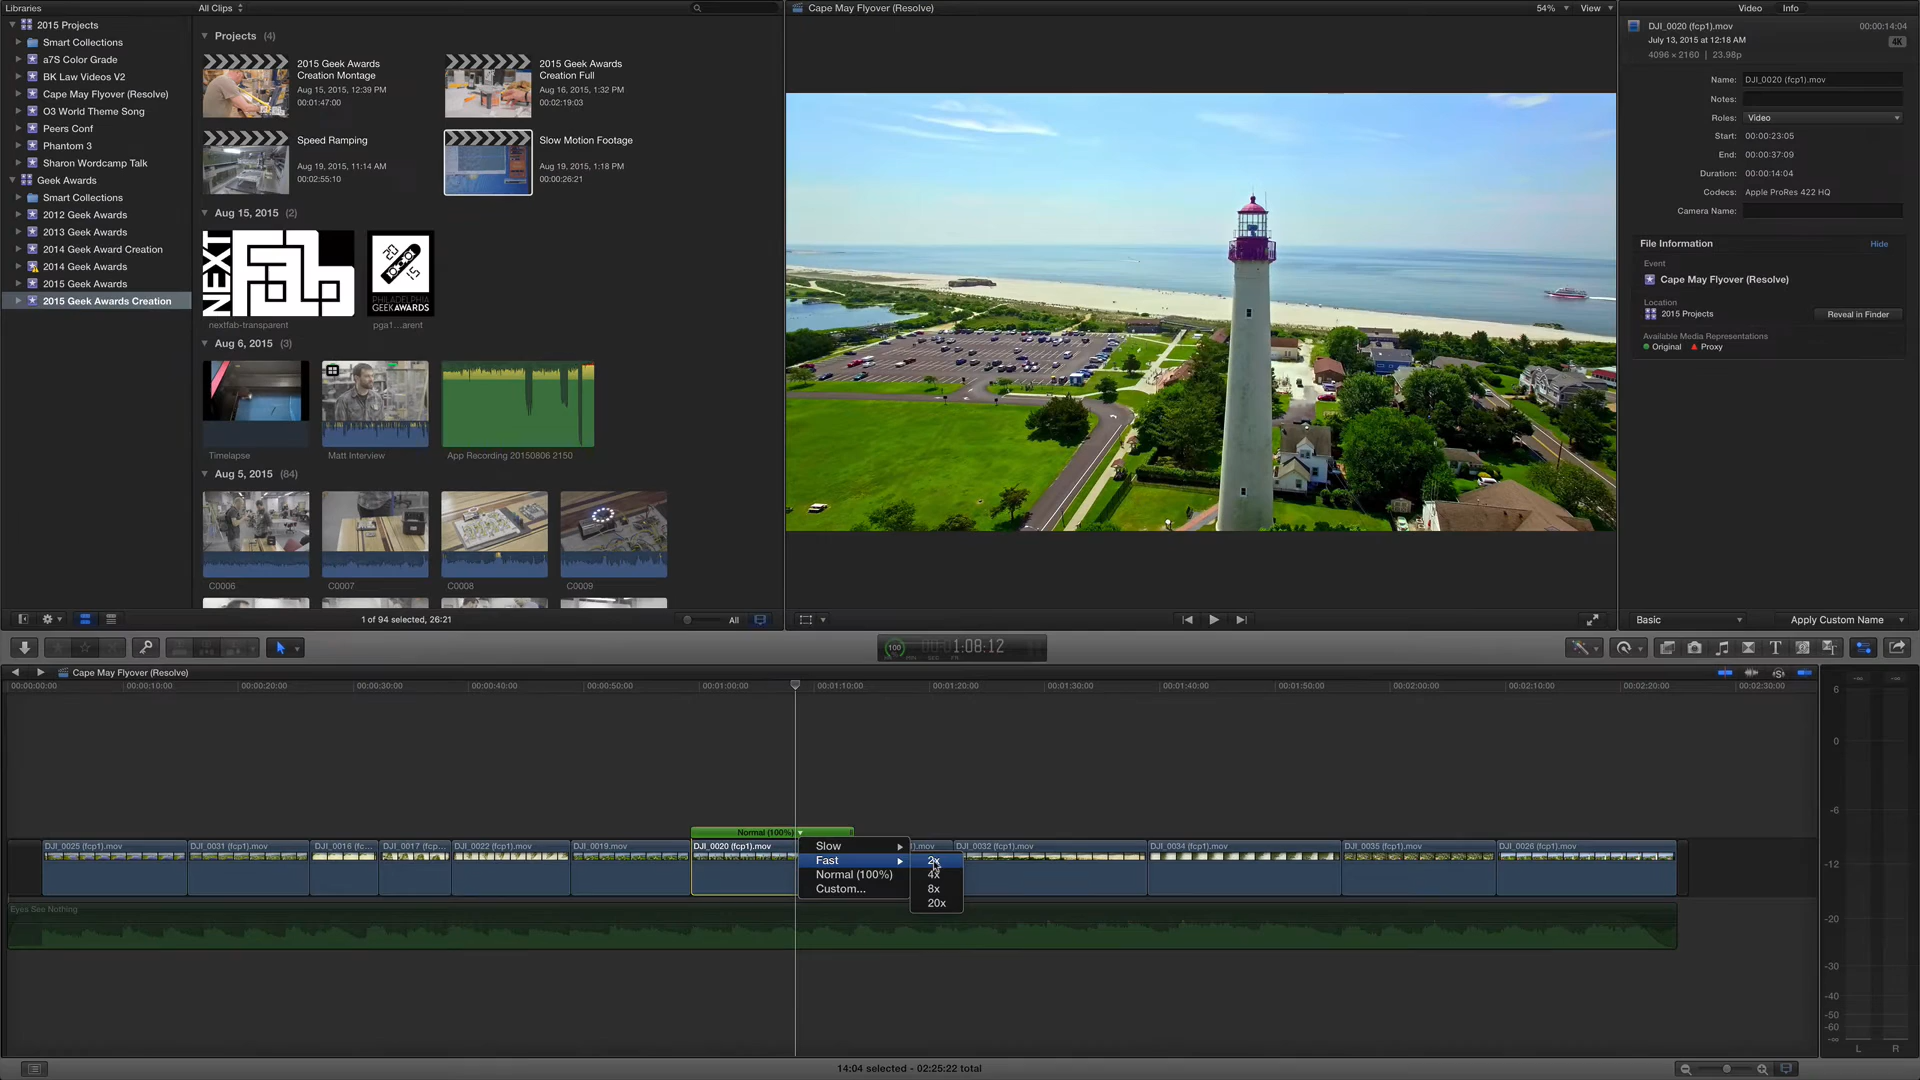 Libraries
2015 Projects
Smart Collections
a7S Color Grade
BK Law Videos V2
Cape May Flyover (Resolve)
O3 World Theme Song
Peers Conf
Phantom 3
Sharon Wordcamp Talk
Geek Awards
Smart Collections
2012 Geek Awards
2013 Geek Awards
2014 Geek Award Creation
2014 Geek Awards
2015 Geek Awards
2015 Geek Awards Creation
All Clips
Projects (4)
2015 Geek Awards
Creation Montage
Aug 15, 2015, 12:39 PM
00:01:47:00
2015 Geek Awards
Creation Full
Aug 16, 2015, 1:32 PM
00:02:19:03
Speed Ramping
Aug 19, 2015, 11:14 AM
00:02:55:10
Slow Motion Footage
Aug 19, 2015, 1:18 PM
00:00:26:21
Aug 15, 2015 (2)
NEXT
fab
20
15
PHILADELPHIA
GEEKAWARDS
nextfab-transparent
pga1...arent
Aug 6, 2015 (3)
Timelapse
Matt Interview
App Recording 20150806 2150
Aug 5, 2015 (84)
C0006
C0007
C0008
C0009
1 of 94 selected, 26:21
All
Cape May Flyover (Resolve)
54%
View
Video
Info
DJI_0020 (fcp1).mov
00:00:14:04
July 13, 2015 at 12:18 AM
4K
4096 × 2160 | 23.98p
Name: DJI_0020 (fcp1).mov
Notes:
Roles: Video
Start: 00:00:23:05
End: 00:00:37:09
Duration: 00:00:14:04
Codecs: Apple ProRes 422 HQ
Camera Name:
File Information
Hide
Event
Cape May Flyover (Resolve)
Location
2015 Projects
Reveal in Finder
Available Media Representations
Original
Proxy
Basic
Apply Custom Name
100
1:08:12
Cape May Flyover (Resolve)
00:00:00:00
00:00:10:00
00:00:20:00
00:00:30:00
00:00:40:00
00:00:50:00
00:01:00:00
00:01:10:00
00:01:20:00
00:01:30:00
00:01:40:00
00:01:50:00
00:02:00:00
00:02:10:00
00:02:20:00
00:02:30:00
Normal (100%)
DJI_0025 (fcp1).mov
DJI_0031 (fcp1).mov
DJI_0016 (fcp...
DJI_0017 (fcp...
DJI_0022 (fcp1).mov
DJI_0019.mov
DJI_0020 (fcp1).mov
1).mov
DJI_0032 (fcp1).mov
DJI_0034 (fcp1).mov
DJI_0035 (fcp1).mov
DJI_0026 (fcp1).mov
Slow
Fast
Normal (100%)
Custom...
2x
4x
8x
20x
Eyes See Nothing
6
0
-6
-12
-20
-30
-40
-50
-60
-∞
L
R
14:04 selected - 02:25:22 total